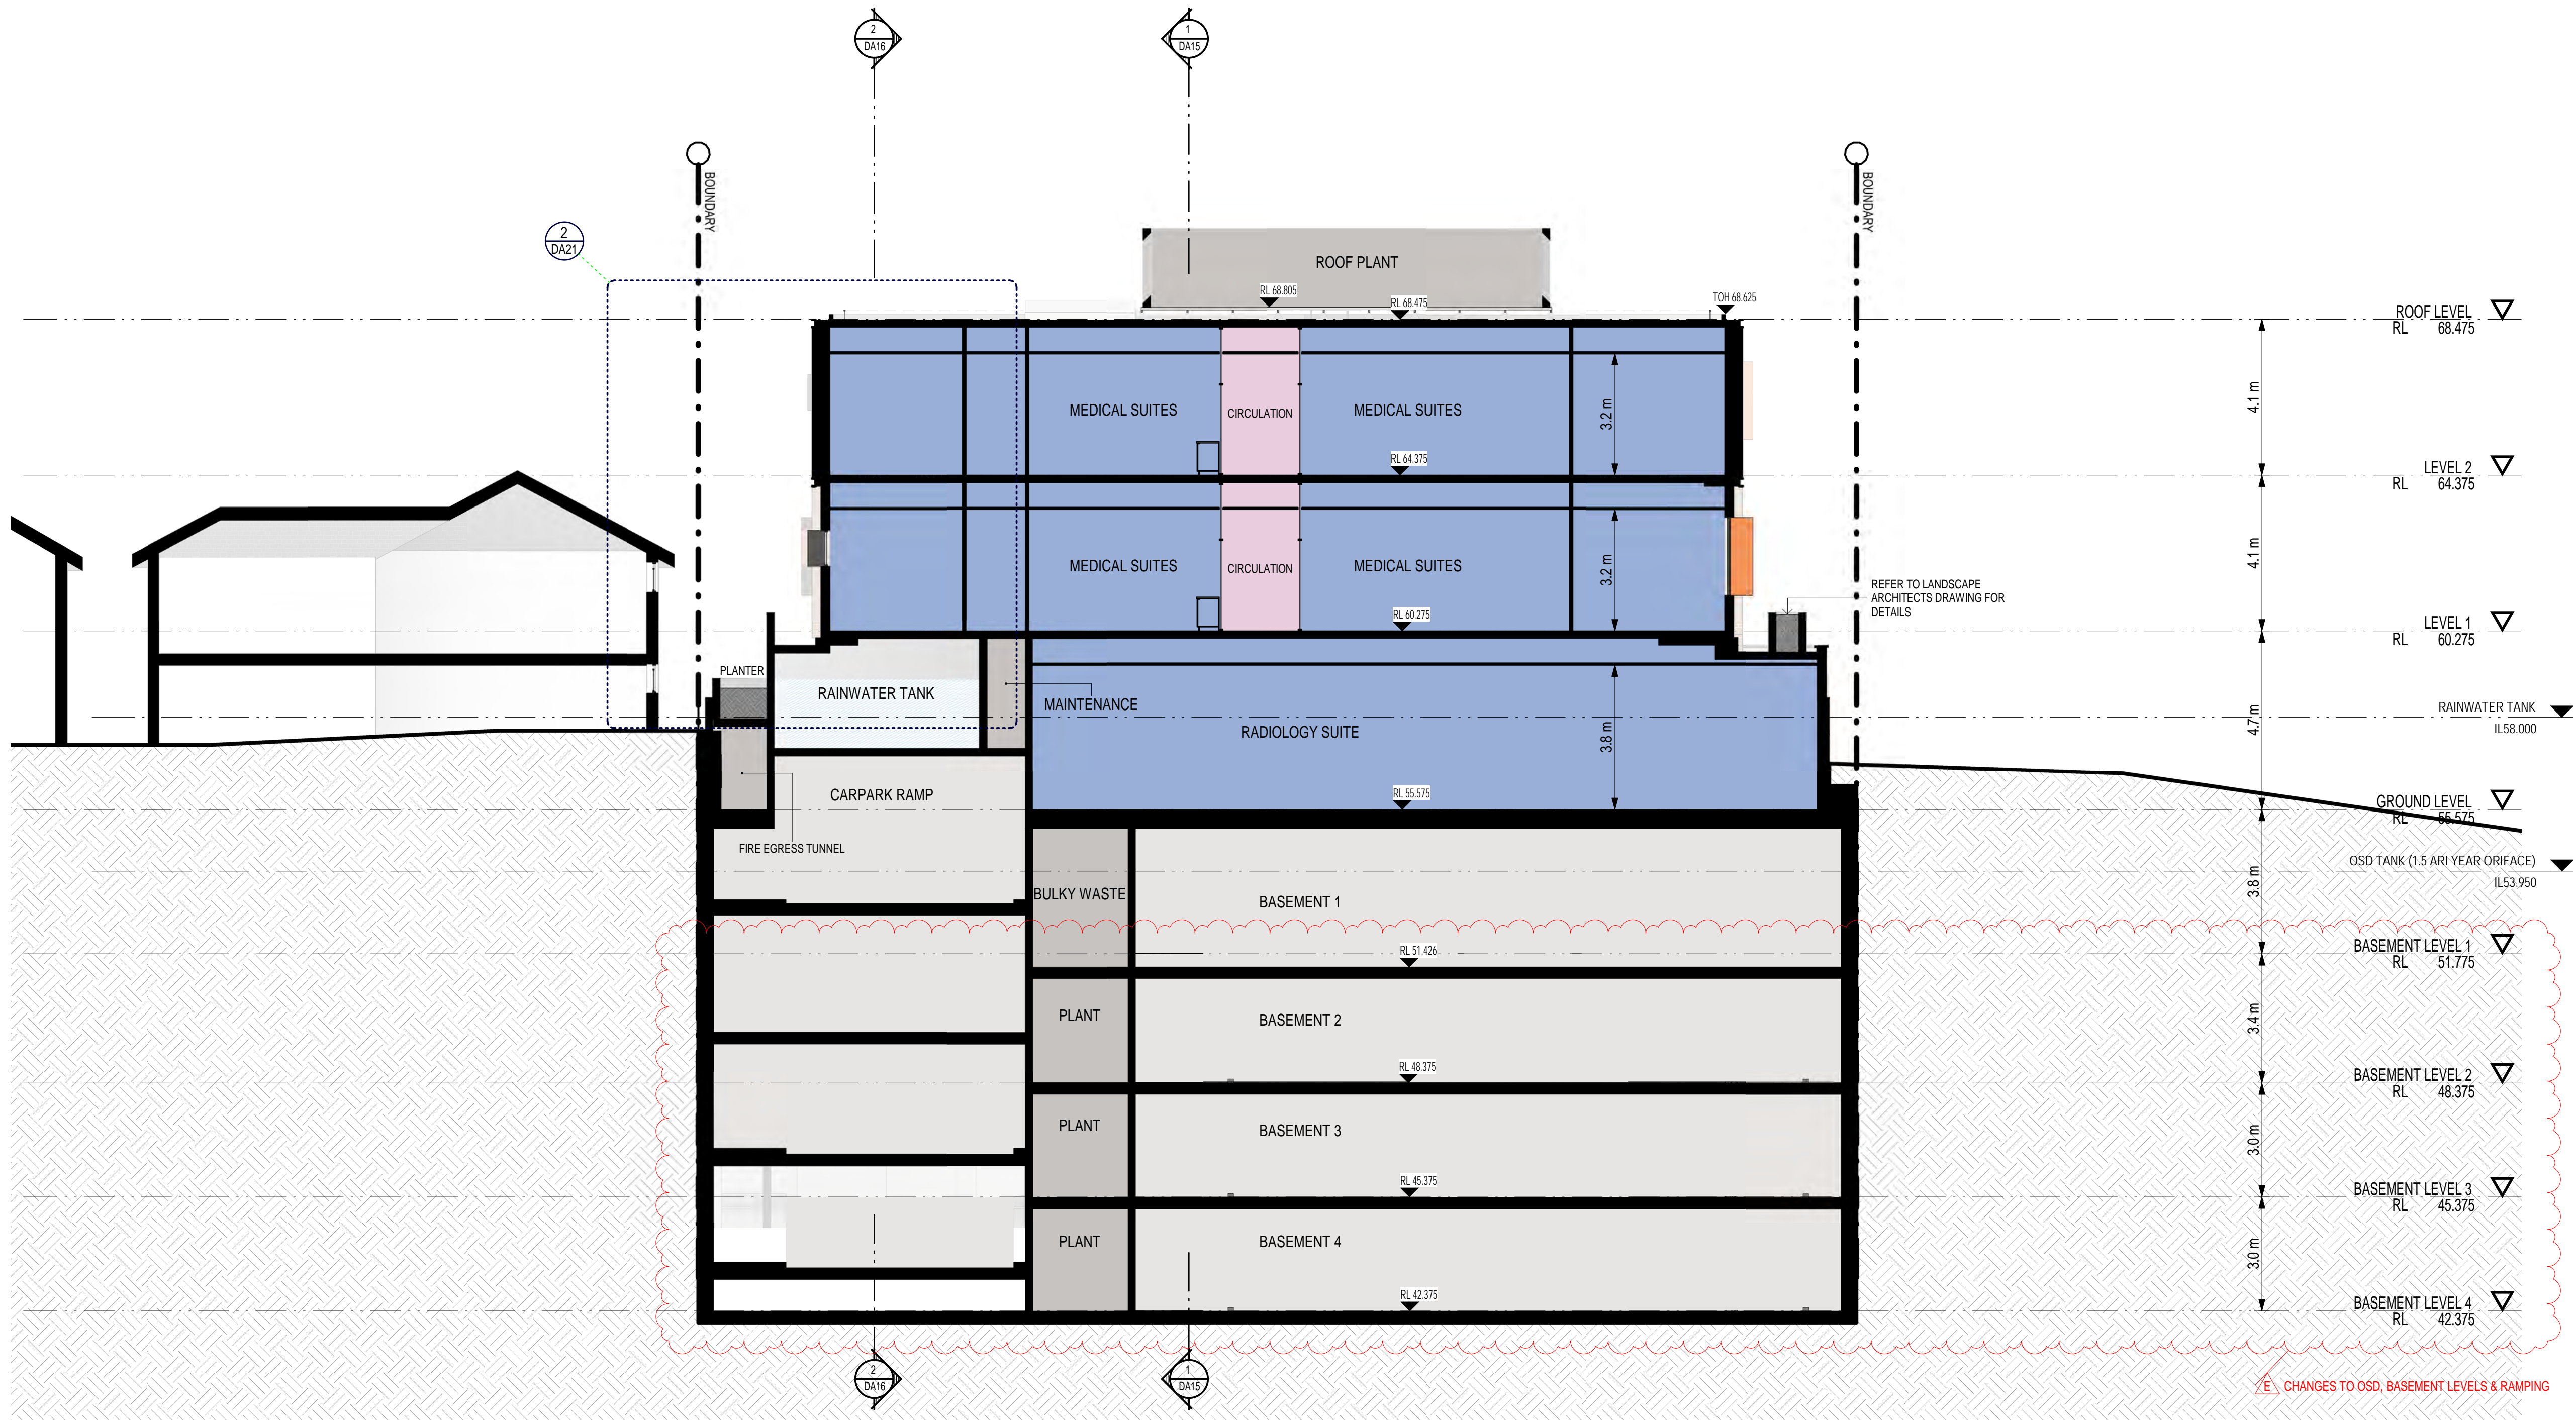 2
DA16
1
DA15
BOUNDARY
BOUNDARY
2
DA21
ROOF PLANT
RL 68.805
RL 68.475
TOH 68.625
ROOF LEVEL
RL 68.475
4.1 m
MEDICAL SUITES
CIRCULATION
MEDICAL SUITES
3.2 m
RL 64.375
LEVEL 2
RL 64.375
4.1 m
MEDICAL SUITES
CIRCULATION
MEDICAL SUITES
3.2 m
REFER TO LANDSCAPE
ARCHITECTS DRAWING FOR
DETAILS
RL 60.275
LEVEL 1
RL 60.275
PLANTER
RAINWATER TANK
MAINTENANCE
RADIOLOGY SUITE
3.8 m
4.7 m
RAINWATER TANK
IL58.000
CARPARK RAMP
RL 55.575
GROUND LEVEL
RL 55.575
FIRE EGRESS TUNNEL
OSD TANK (1.5 ARI YEAR ORIFACE)
IL53.950
3.8 m
BULKY WASTE
BASEMENT 1
RL 51.426
BASEMENT LEVEL 1
RL 51.775
PLANT
BASEMENT 2
3.4 m
RL 48.375
BASEMENT LEVEL 2
RL 48.375
PLANT
BASEMENT 3
3.0 m
RL 45.375
BASEMENT LEVEL 3
RL 45.375
PLANT
BASEMENT 4
3.0 m
RL 42.375
BASEMENT LEVEL 4
RL 42.375
2
DA16
1
DA15
E CHANGES TO OSD, BASEMENT LEVELS & RAMPING